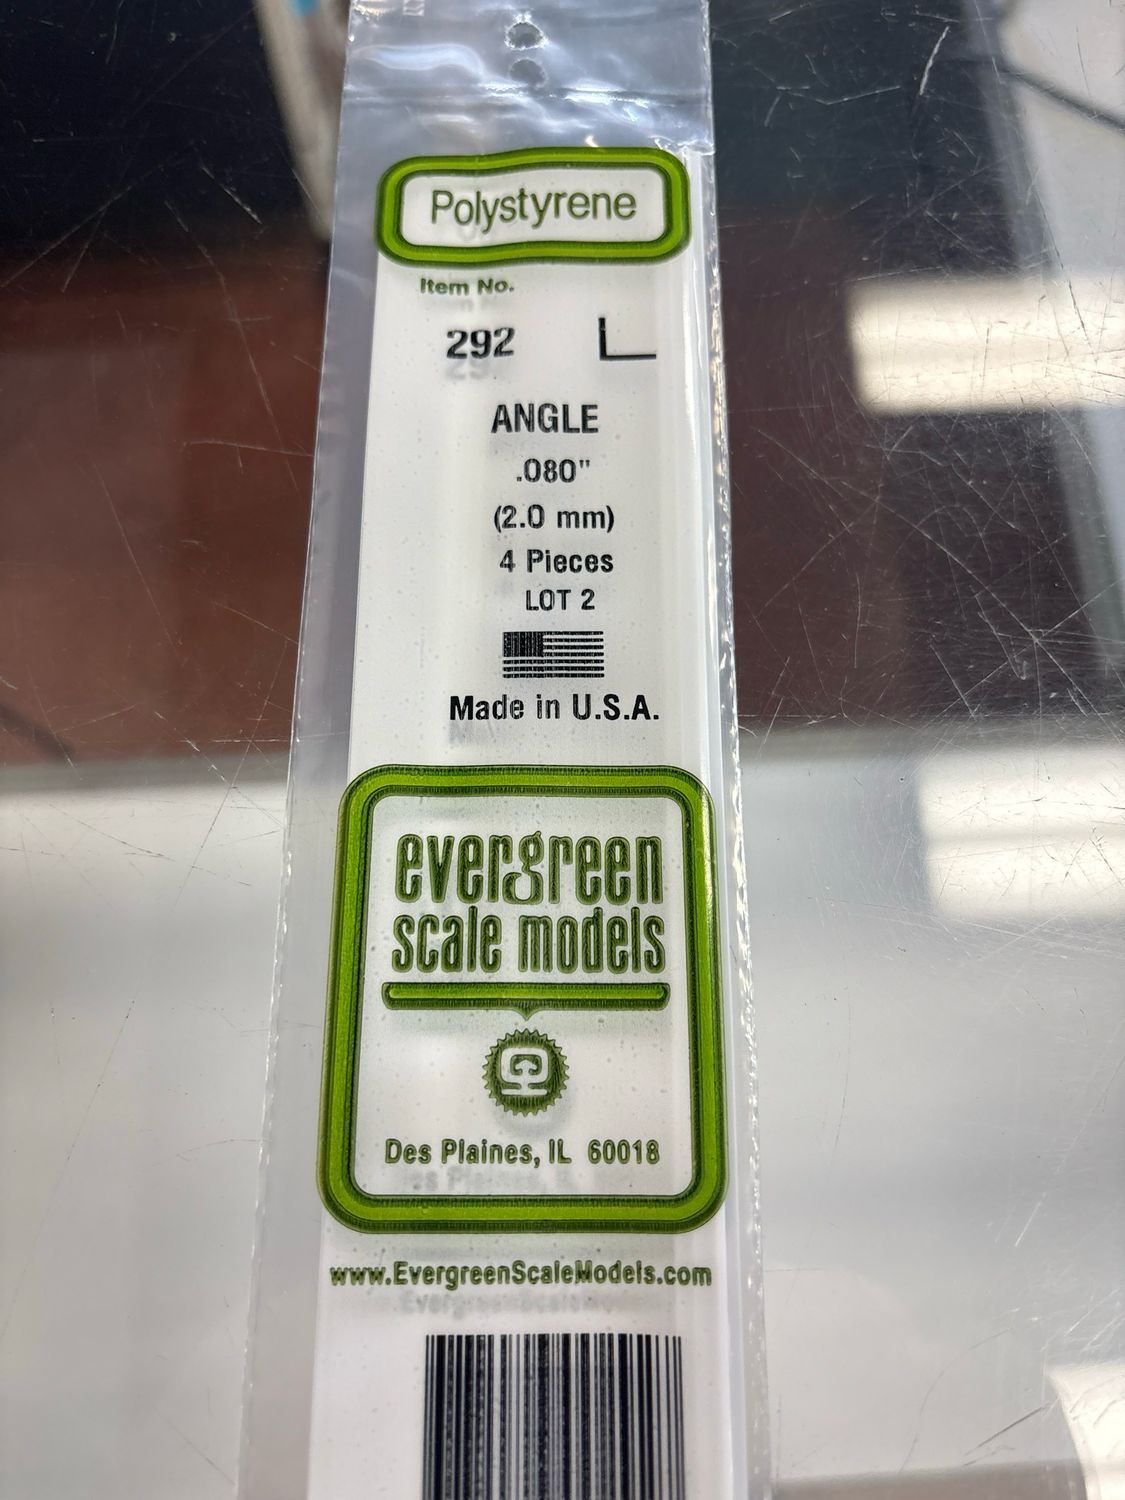 Polystyrene
Item No.
292
ANGLE
.080"
(2.0 mm)
4 Pieces
LOT 2
Made in U.S.A.
evergreen
scale models
Des Plaines, IL 60018
www.EvergreenScaleModels.com